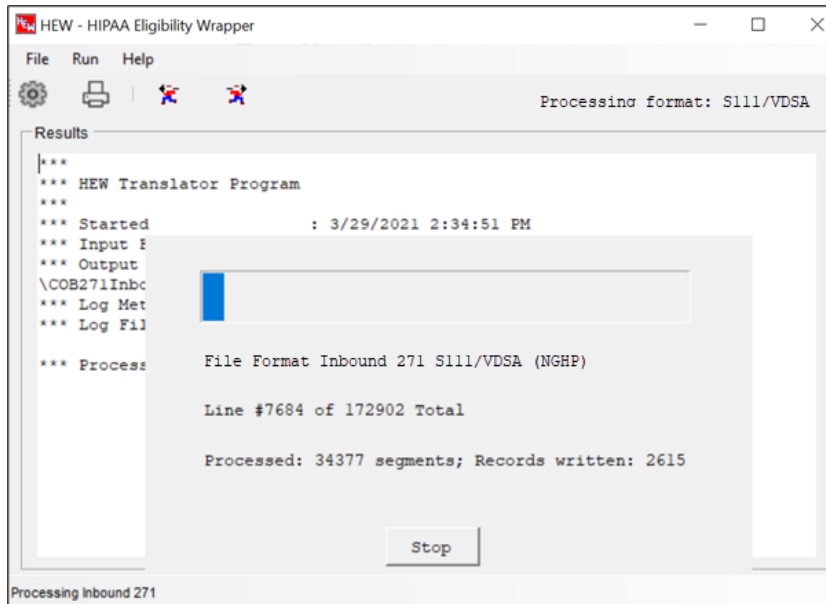 HEW - HIPAA Eligibility Wrapper
File Run Help
Processing format: S111/VDSA
Results
***
*** HEW Translator Program
***
*** Started : 3/29/2021 2:34:51 PM
*** Input
*** Output
\COB271Inbo
*** Log Met
*** Log Fil
*** Process
File Format Inbound 271 S111/VDSA (NGHP)
Line #7684 of 172902 Total
Processed: 34377 segments; Records written: 2615
Stop
Processing Inbound 271